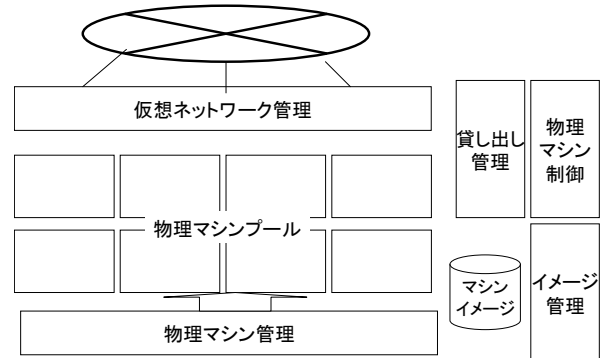 仮想ネットワーク管理
貸し出し
管理
物理
マシン
制御
物理マシンプール
マシン
イメージ
イメージ
管理
物理マシン管理